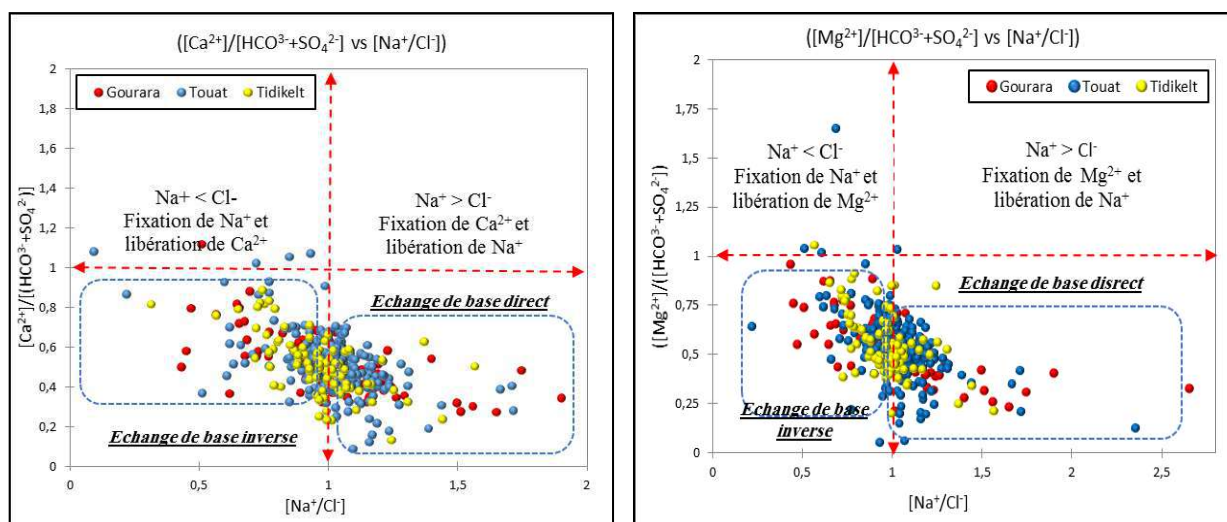 ([Ca²⁺]/[HCO³⁻+SO₄²⁻] vs [Na⁺/Cl⁻])
Gourara Touat Tidikelt
2
1,8
1,6
1,4
1,2
1
0,8
0,6
0,4
0,2
0
[Ca²⁺]/[(HCO³⁻+SO₄²⁻)]
Na+ < Cl-
Fixation de Na⁺ et
libération de Ca²⁺
Na⁺ > Cl⁻
Fixation de Ca²⁺ et
libération de Na⁺
Echange de base direct
Echange de base inverse
0 0,5 1 1,5 2
[Na⁺/Cl⁻]
([Mg²⁺]/[HCO³⁻+SO₄²⁻] vs [Na⁺/Cl⁻])
Gourara Touat Tidikelt
2
1,75
1,5
1,25
1
0,75
0,5
0,25
0
([Mg²⁺]/([HCO³⁻+SO₄²⁻])
Na⁺ < Cl⁻
Fixation de Na⁺ et
libération de Mg²⁺
Na⁺ > Cl⁻
Fixation de Mg²⁺ et
libération de Na⁺
Echange de base disrect
Echange de base
inverse
0 0,5 1 1,5 2 2,5
[Na⁺/Cl⁻]